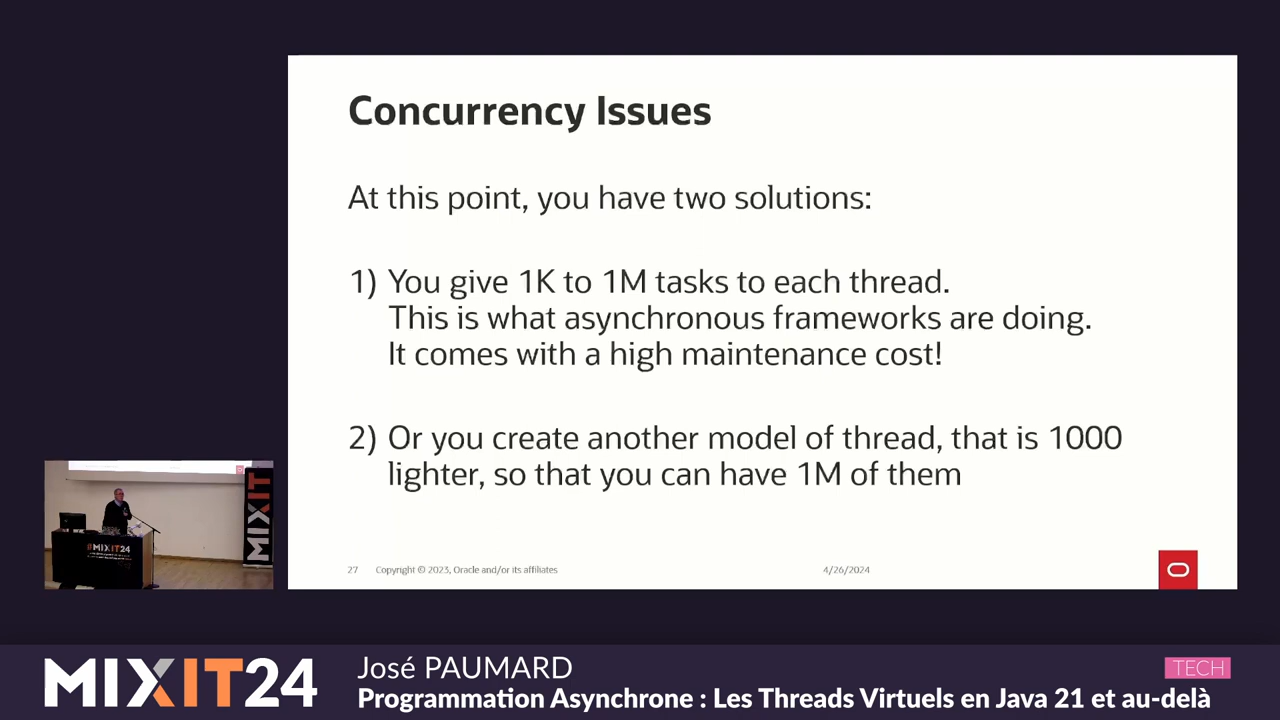 Concurrency Issues
At this point, you have two solutions:
1) You give 1K to 1M tasks to each thread.
This is what asynchronous frameworks are doing.
It comes with a high maintenance cost!
2) Or you create another model of thread, that is 1000
lighter, so that you can have 1M of them
27 Copyright © 2023, Oracle and/or its affiliates 4/26/2024
MIXIT
#MIXIT24
MIXIT24
José PAUMARD
TECH
Programmation Asynchrone : Les Threads Virtuels en Java 21 et au-delà